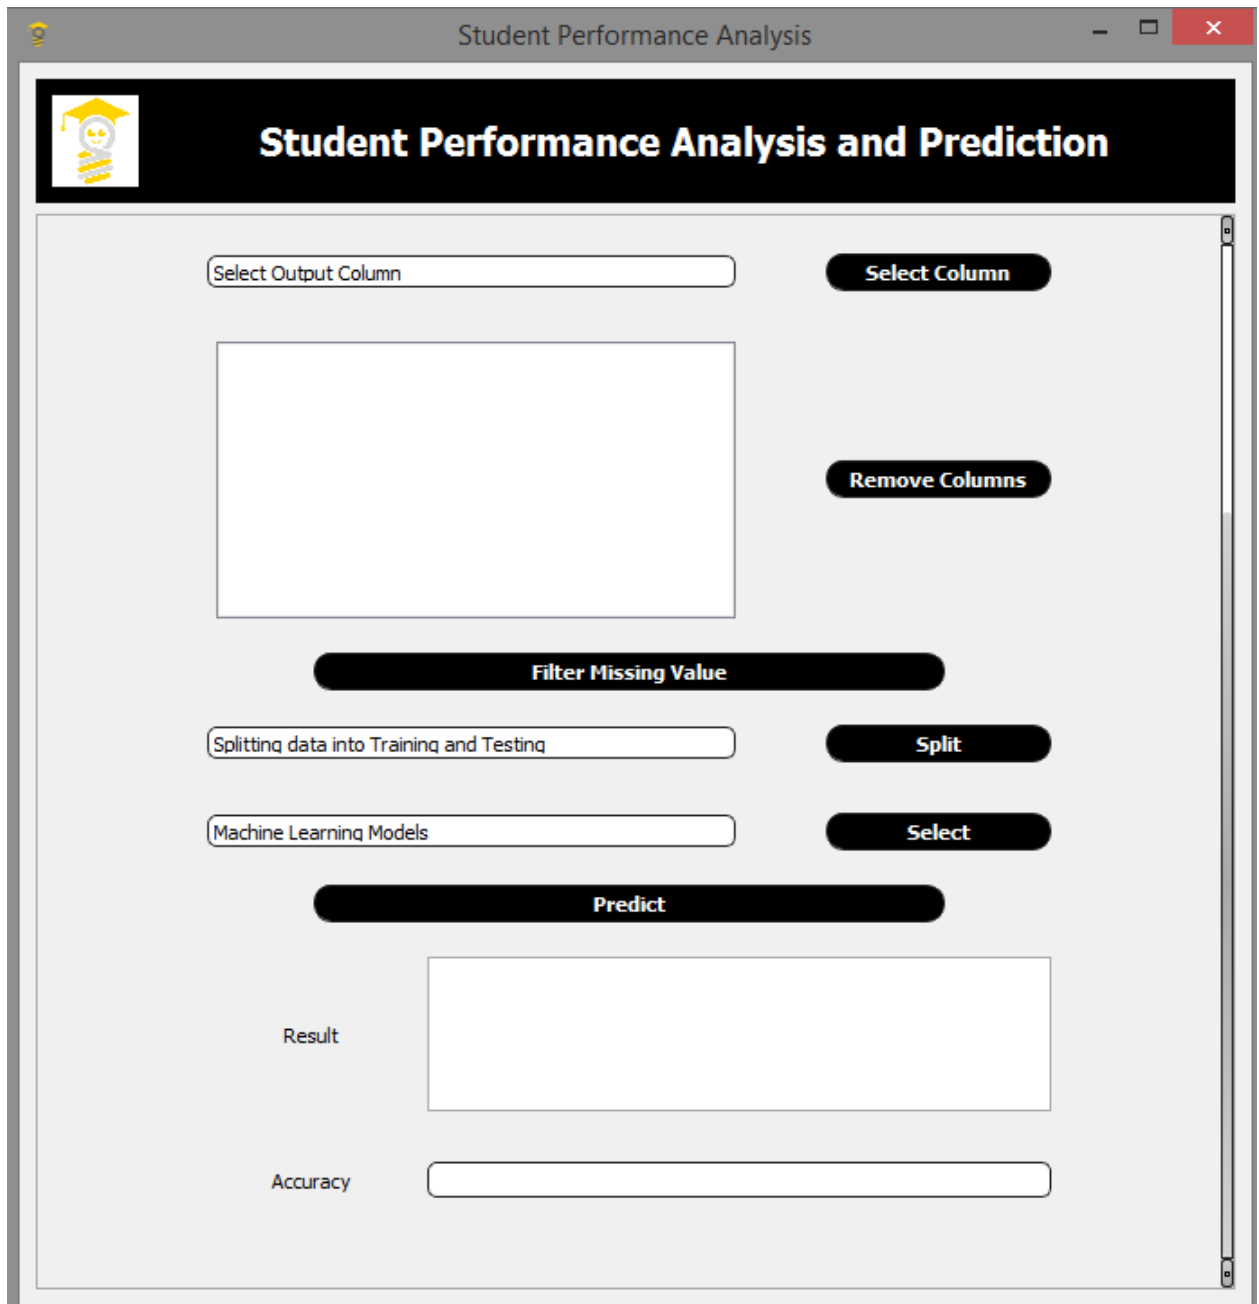 Student Performance Analysis
Student Performance Analysis and Prediction
Select Output Column
Select Column
Remove Columns
Filter Missing Value
Splitting data into Training and Testing
Split
Machine Learning Models
Select
Predict
Result
Accuracy